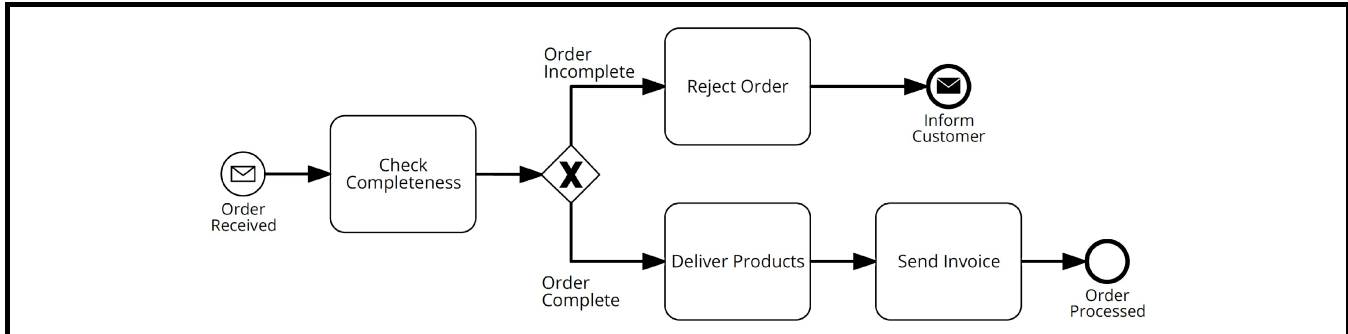 Order
Received
Check
Completeness
X
Order
Incomplete
Reject Order
Inform
Customer
Order
Complete
Deliver Products
Send Invoice
Order
Processed